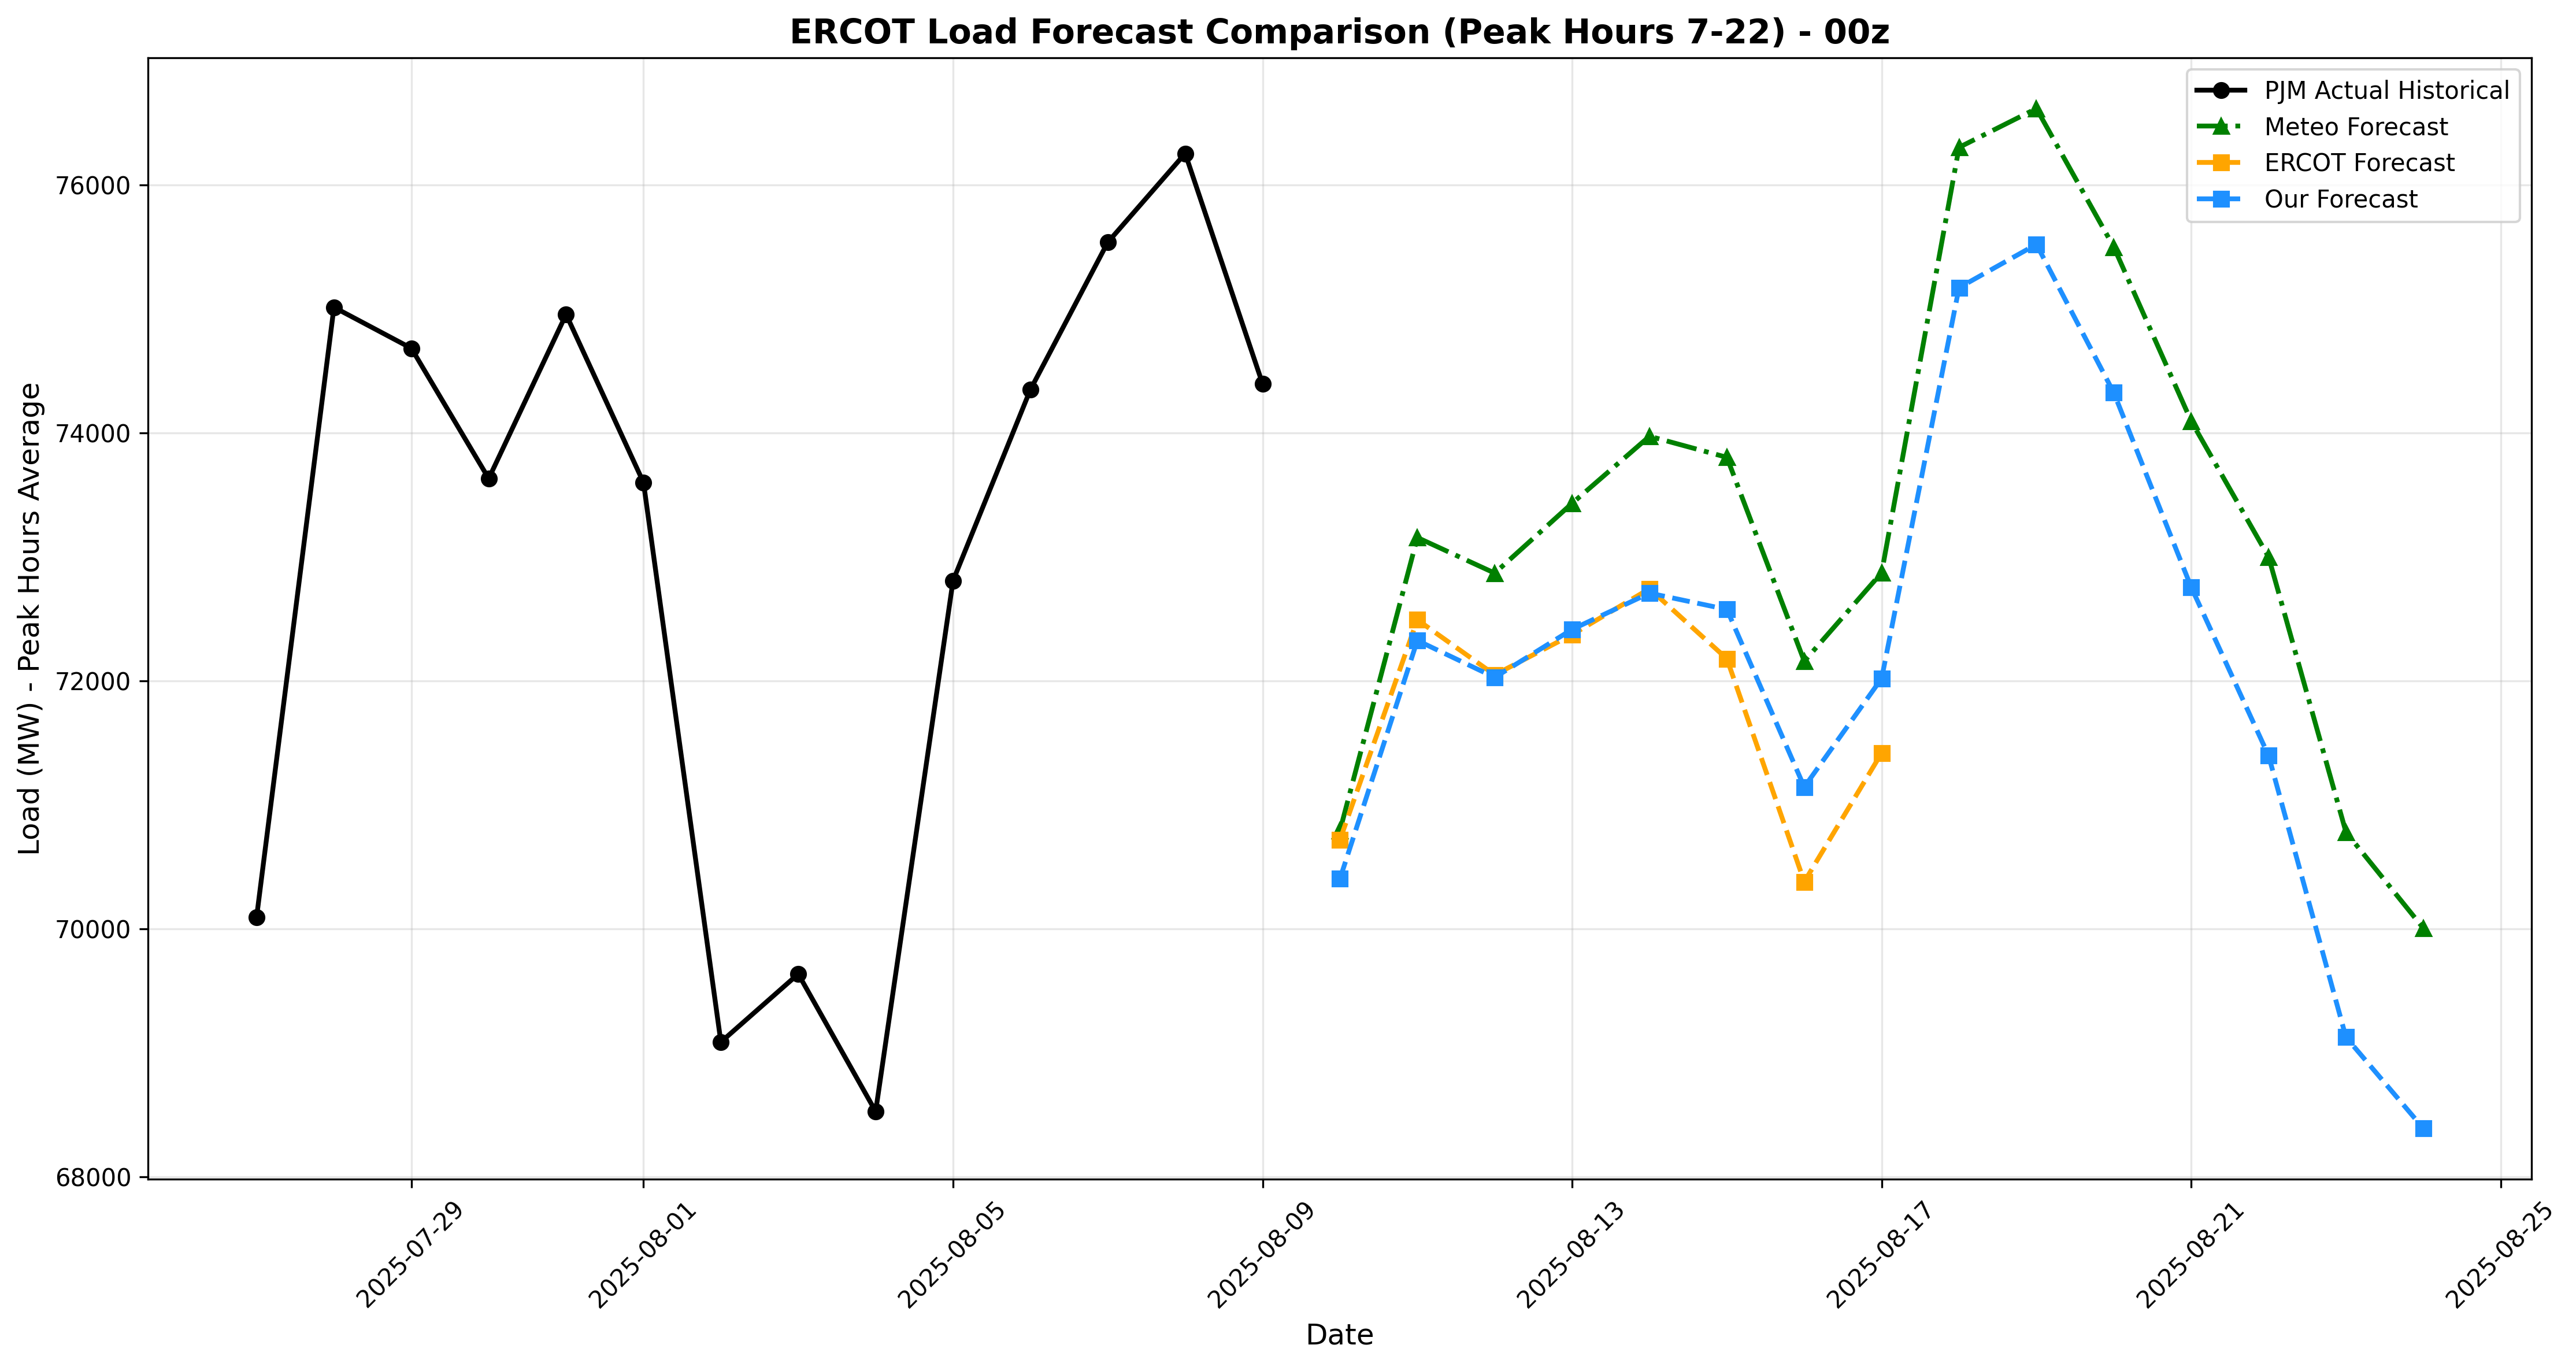 ERCOT Load Forecast Comparison (Peak Hours 7-22) - 00z
PJM Actual Historical
Meteo Forecast
ERCOT Forecast
Our Forecast
Load (MW) - Peak Hours Average
76000
74000
72000
70000
68000
2025-07-29
2025-08-01
2025-08-05
2025-08-09
2025-08-13
2025-08-17
2025-08-21
2025-08-25
Date